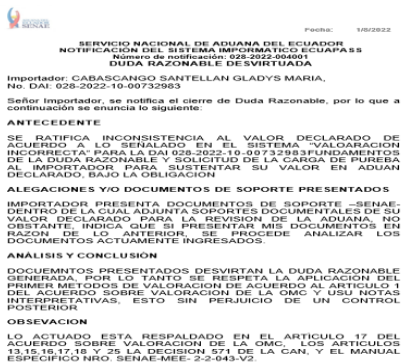 SENAE
Fecha: 1/6/2022
SERVICIO NACIONAL DE ADUANA DEL ECUADOR
NOTIFICACIÓN DEL SISTEMA IMPORMATICO ECUAPASS
Número de notificación: 028-2022-004001
DUDA RAZONABLE DESVIRTUADA
Importador: CABASCANGO SANTELLAN GLADYS MARIA,
No. DAI: 028-2022-10-00732983
Señor Importador, se notifica el cierre de Duda Razonable, por lo que a
continuación se enuncia lo siguiente:
ANTECEDENTE
SE RATIFICA INCONSISTENCIA AL VALOR DECLARADO DE
ACUERDO A LO SEÑALADO EN EL SISTEMA "VALOARACION
INCORRECTA" PARA LA DAI 028-2022-10-00732983FUNDAMENTOS
DE LA DUDA RAZONABLE Y SOLICITUD DE LA CARGA DE PUREBA
AL IMPORTADOR PARA SUSTENTAR SU VALOR EN ADUAN
DECLARADO, BAJO LA OBLIGACION
ALEGACIONES Y/O DOCUMENTOS DE SOPORTE PRESENTADOS
IMPORTADOR PRESENTA DOCUMENTOS DE SOPORTE –SENAE-
DENTRO DE LA CUAL ADJUNTA SOPORTES DOCUMENTALES DE SU
VALOR DECLARADO PARA LA REVISION DE LA ADUANA, NO
OBSTANTE, INDICA QUE SI PRESENTAR MIS DOCUMENTOS EN
RAZON DE LO ANTERIOR, SE PROCEDE ANALIZAR LOS
DOCUMENTOS ACTUAMENTE INGRESADOS.
ANÁLISIS Y CONCLUSIÓN
DOCUEMNTOS PRESENTADOS DESVIRTAN LA DUDA RAZONABLE
GENERADA, POR LO TANTO SE RESPETA LA APLICACIÓN DEL
PRIMER METODOS DE VALORACION DE ACUERDO AL ARTICULO 1
DEL ACUERDO SOBRE VALORACION DE LA OMC Y USU NOTAS
INTERPRETATIVAS, ESTO SIN PERJUICIO DE UN CONTROL
POSTERIOR
OBSEVACION
LO ACTUADO ESTA RESPALDADO EN EL ARTICULO 17 DEL
ACUERDO SOBRE VALORACION DE LA OMC, LOS ARTICULOS
13,15,16,17,18 Y 25 LA DECISION 571 DE LA CAN, Y EL MANUAL
ESPECIFICO NRO. SENAE-MEE- 2-2-043-V2.